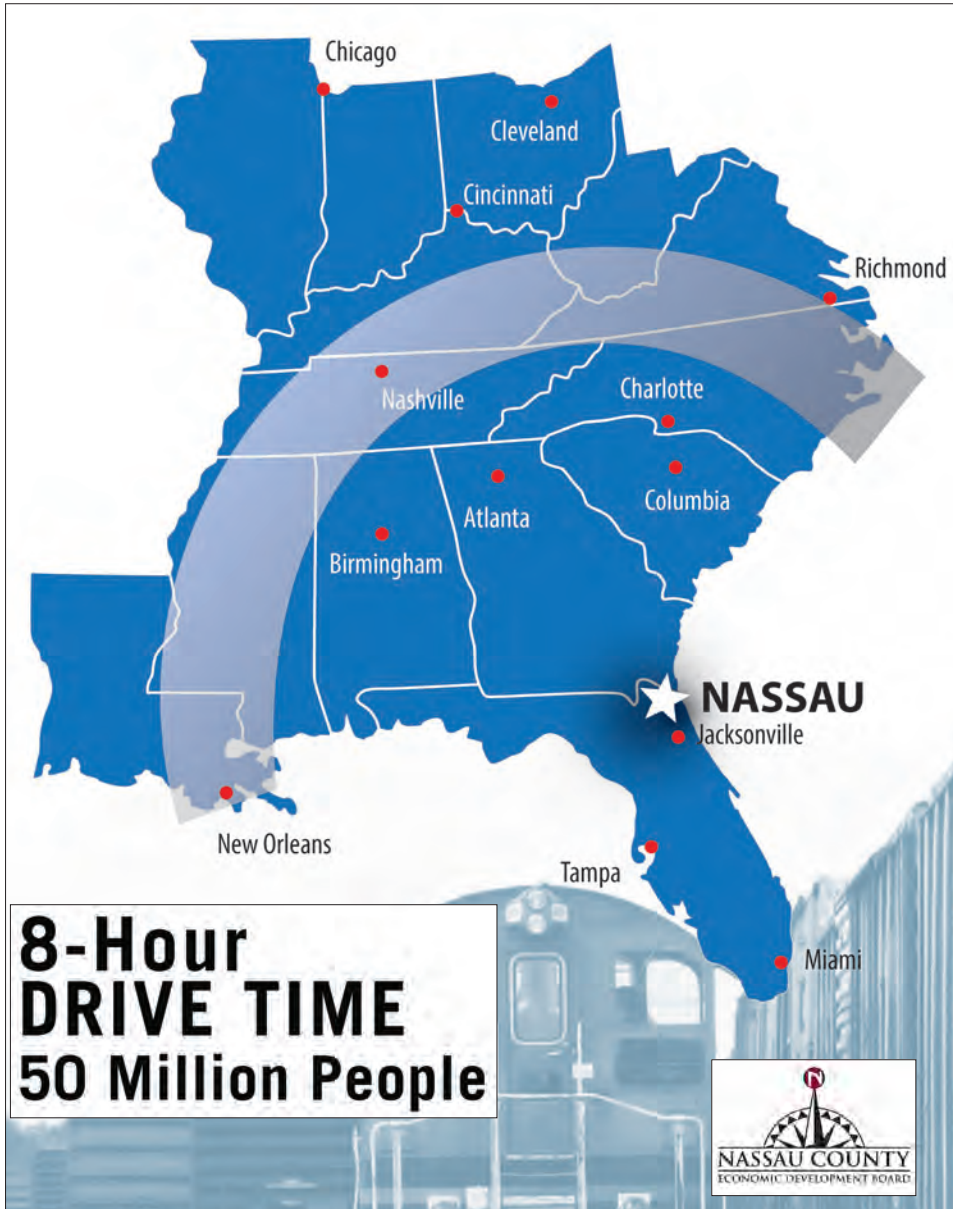 Chicago
Cleveland
Cincinnati
Richmond
Nashville
Charlotte
Columbia
Atlanta
Birmingham
NASSAU
Jacksonville
New Orleans
Tampa
Miami
8-Hour
DRIVE TIME
50 Million People
N
NASSAU COUNTY
ECONOMIC DEVELOPMENT BOARD